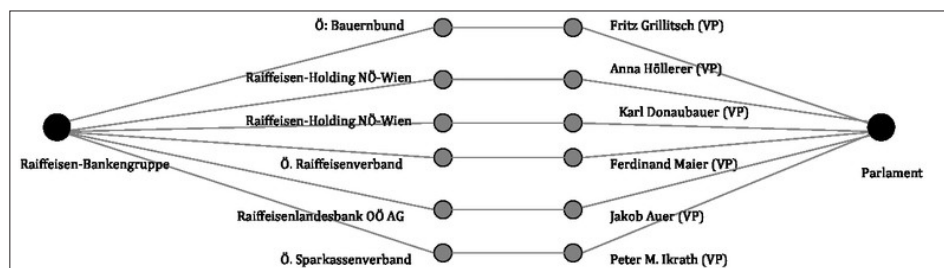 Ö: Bauernbund
Fritz Grillitsch (VP)
Raiffeisen-Holding NÖ-Wien
Anna Höllerer (VP)
Raiffeisen-Holding NÖ-Wien
Karl Donaubauer (VP)
Raiffeisen-Bankengruppe
Ö. Raiffeisenverband
Ferdinand Maier (VP)
Parlament
Raiffeisenlandesbank OÖ AG
Jakob Auer (VP)
Ö. Sparkassenverband
Peter M. Ikrath (VP)